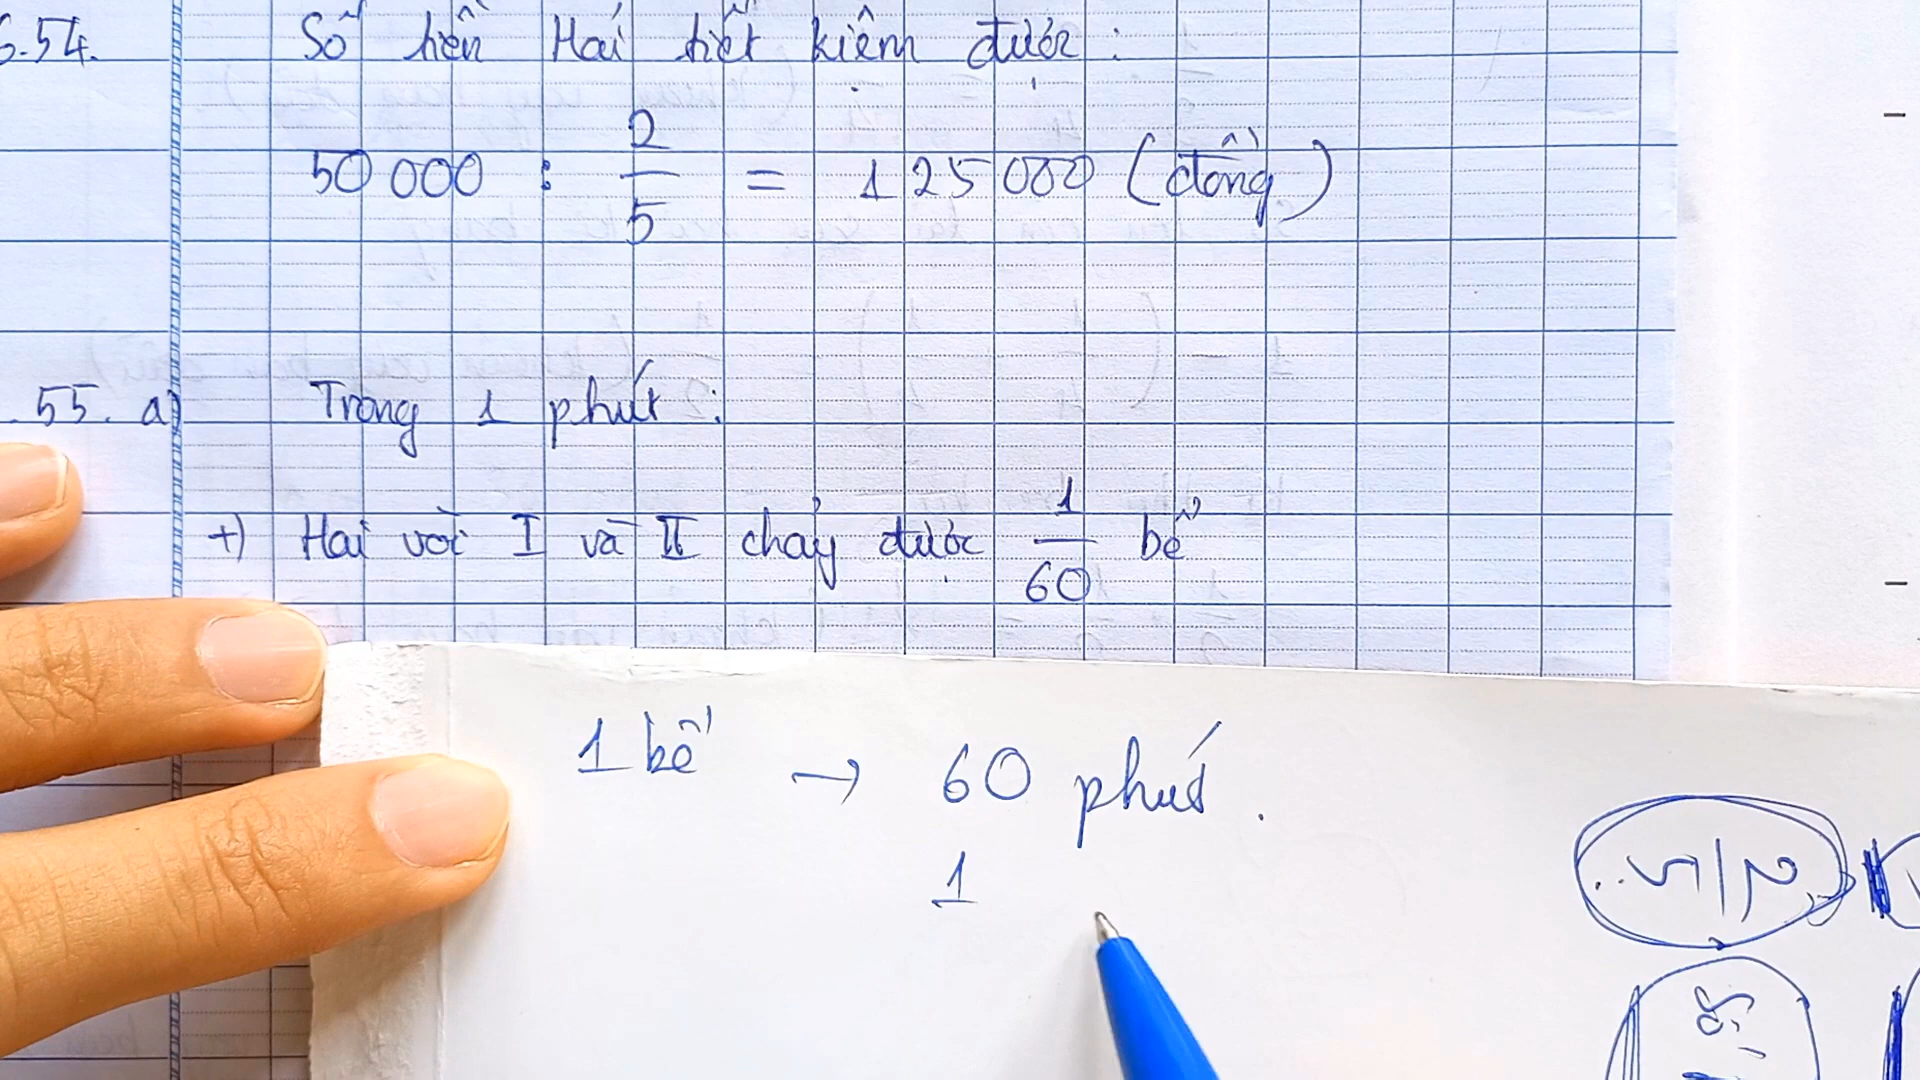 6.54. Số tiền Hải tiết kiệm được :
50 000 : 2/5 = 125 000 (đồng)
.55. a) Trong 1 phút :
+) Hai vòi I và II chảy được 1/60 bể
1 bể → 60 phút.
1